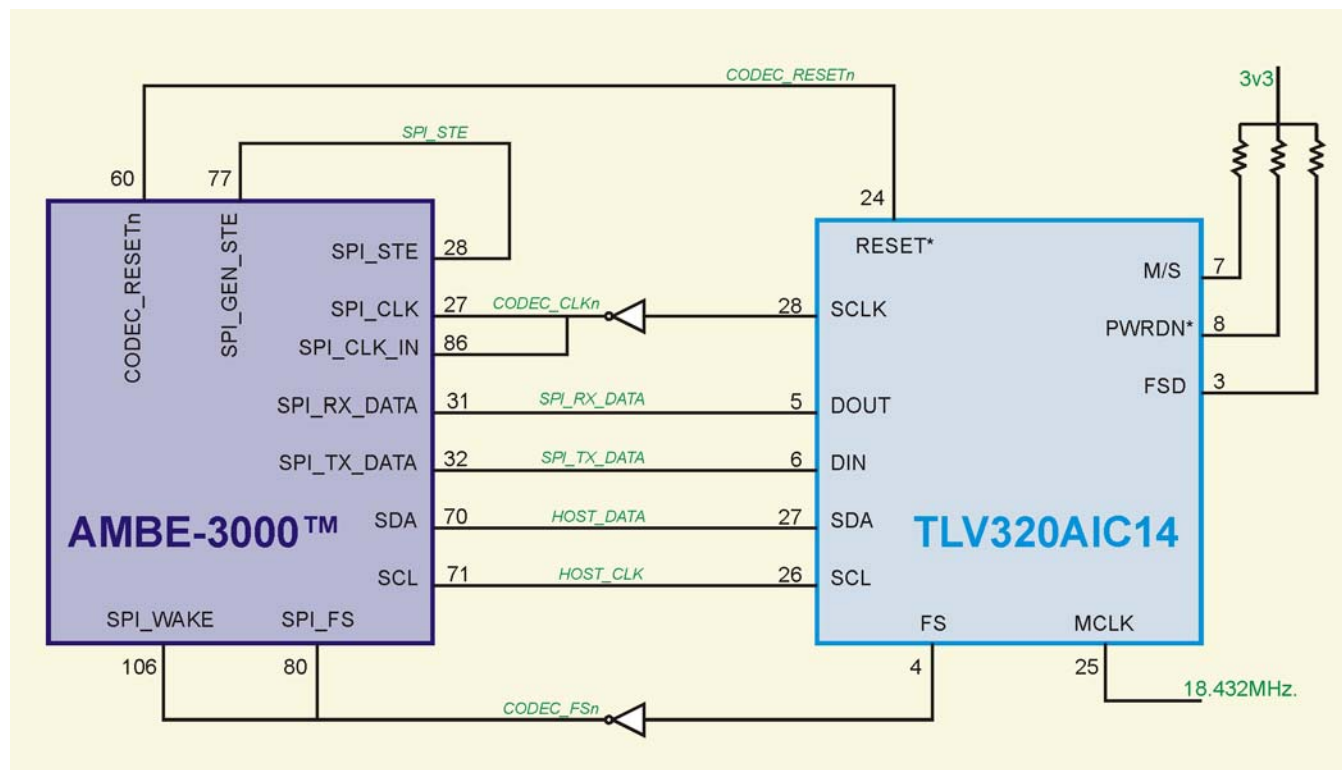 CODEC_RESETn
3v3
SPI_STE
60
77
24
CODEC_RESETn
SPI_GEN_STE
SPI_STE
28
RESET*
M/S
7
SPI_CLK
27
CODEC_CLKn
28
SCLK
SPI_CLK_IN
86
PWRDN*
8
SPI_RX_DATA
31
SPI_RX_DATA
5
DOUT
FSD
3
SPI_TX_DATA
32
SPI_TX_DATA
6
DIN
AMBE-3000™
SDA
70
HOST_DATA
27
SDA
TLV320AIC14
SCL
71
HOST_CLK
26
SCL
SPI_WAKE
SPI_FS
FS
MCLK
106
80
4
25
18.432MHz.
CODEC_FSn